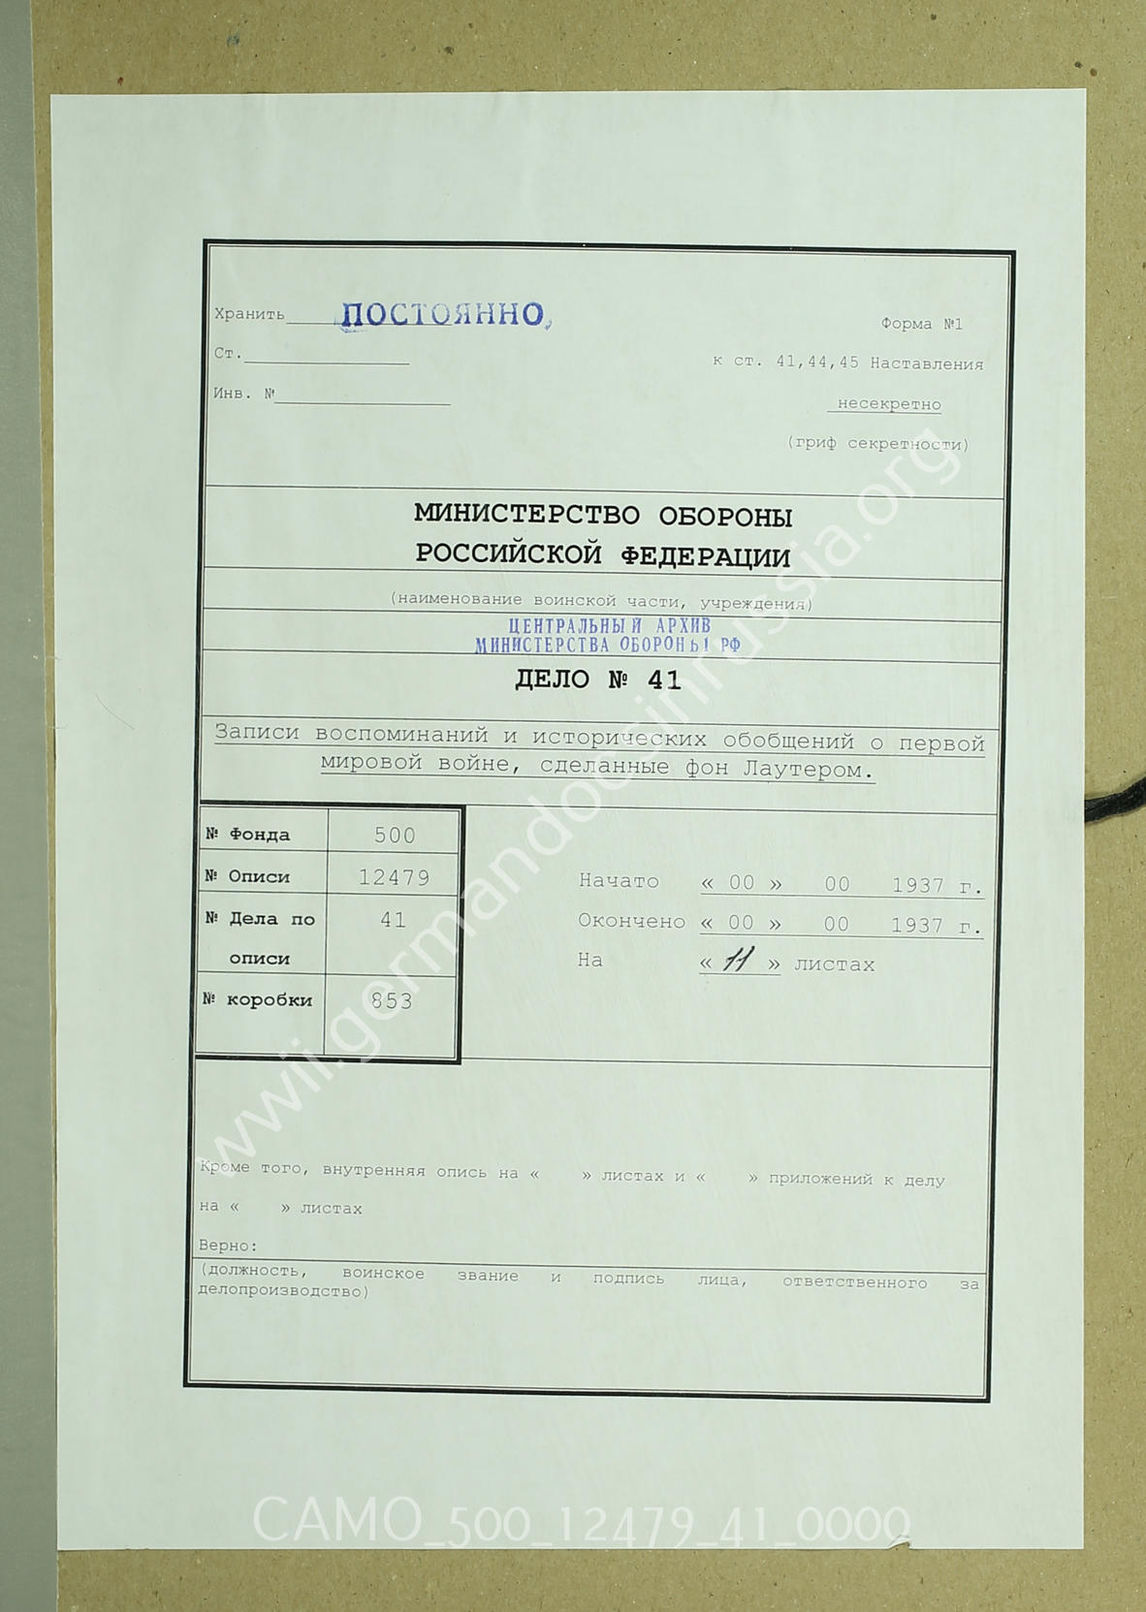 Хранить ПОСТОЯННО
Форма №1
Ст.
к ст. 41,44,45 Наставления
Инв. №
несекретно
(гриф секретности)
МИНИСТЕРСТВО ОБОРОНЫ
РОССИЙСКОЙ ФЕДЕРАЦИИ
(наименование воинской части, учреждения)
ЦЕНТРАЛЬНЫЙ АРХИВ
МИНИСТЕРСТВА ОБОРОНЫ РФ
ДЕЛО № 41
Записи воспоминаний и исторических обобщений о первой
мировой войне, сделанные фон Лаутером.
№ Фонда 500
№ Описи 12479
№ Дела по 41
описи
№ коробки 853
Начато « 00 » 00 1937 г.
Окончено « 00 » 00 1937 г.
На « 11 » листах
Кроме того, внутренняя опись на « » листах и « » приложений к делу
на « » листах
Верно:
(должность, воинское звание и подпись лица, ответственного за
делопроизводство)
wwii.germandocsinrussia.org
CAMO_500_12479_41_0000